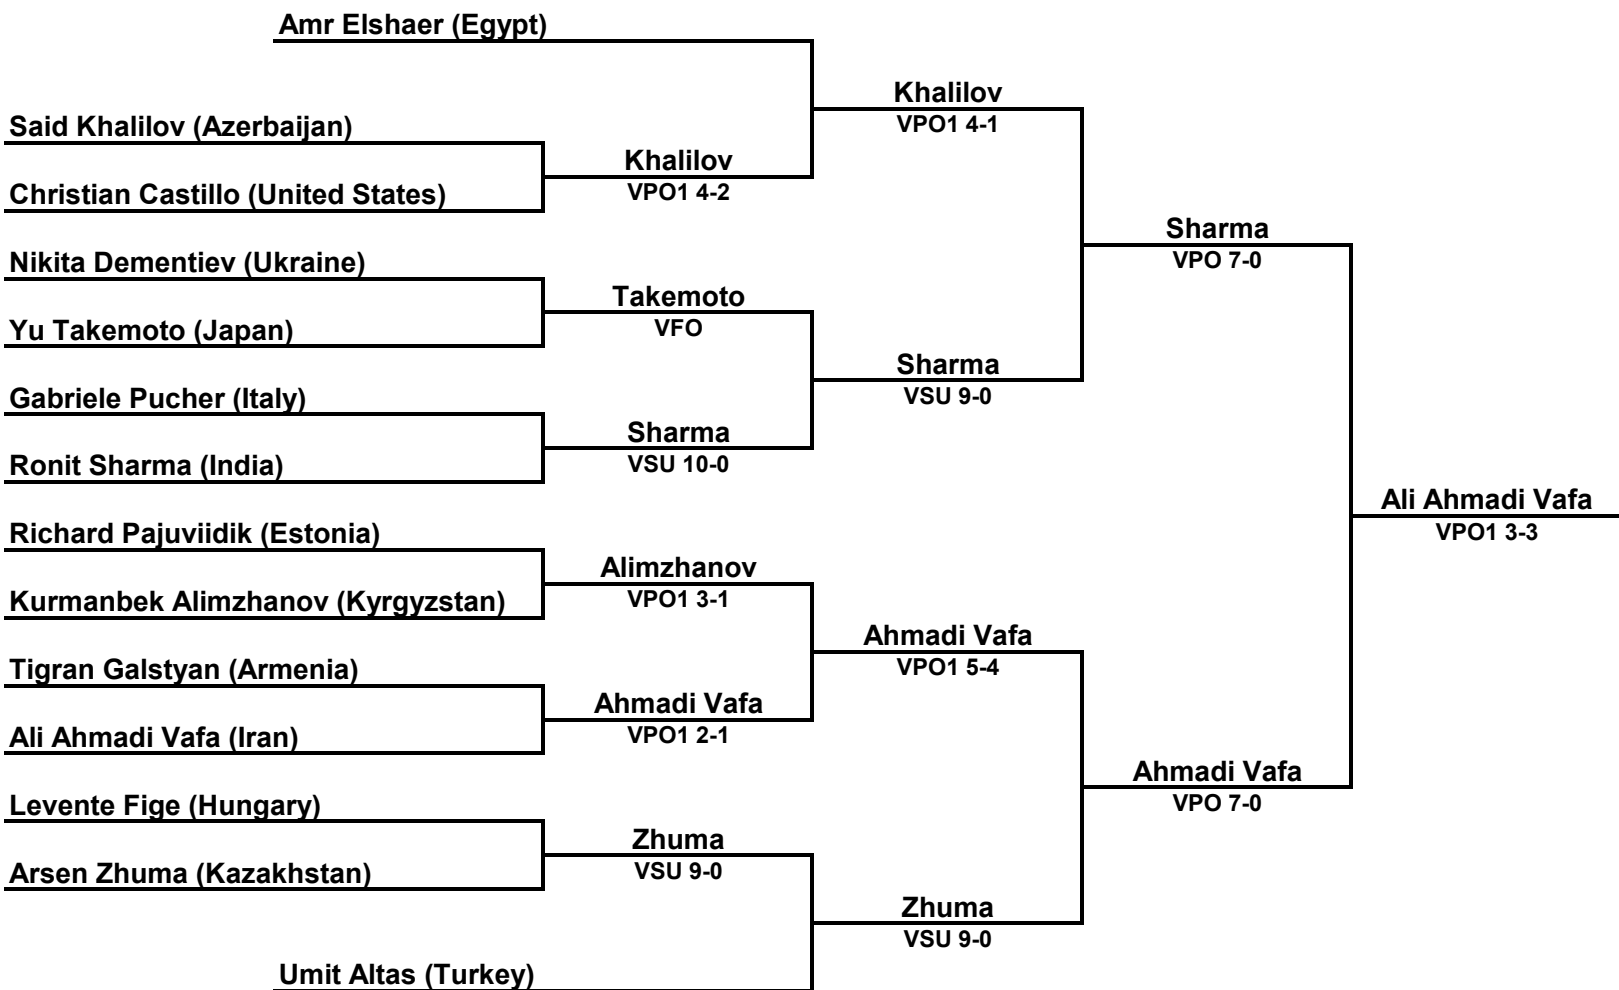 Amr Elshaer (Egypt)
Said Khalilov (Azerbaijan)
Christian Castillo (United States)
Nikita Dementiev (Ukraine)
Yu Takemoto (Japan)
Gabriele Pucher (Italy)
Ronit Sharma (India)
Richard Pajuviidik (Estonia)
Kurmanbek Alimzhanov (Kyrgyzstan)
Tigran Galstyan (Armenia)
Ali Ahmadi Vafa (Iran)
Levente Fige (Hungary)
Arsen Zhuma (Kazakhstan)
Umit Altas (Turkey)
Khalilov
VPO1 4-2
Takemoto
VFO
Sharma
VSU 10-0
Alimzhanov
VPO1 3-1
Ahmadi Vafa
VPO1 2-1
Zhuma
VSU 9-0
Khalilov
VPO1 4-1
Sharma
VSU 9-0
Ahmadi Vafa
VPO1 5-4
Zhuma
VSU 9-0
Sharma
VPO 7-0
Ahmadi Vafa
VPO 7-0
Ali Ahmadi Vafa
VPO1 3-3